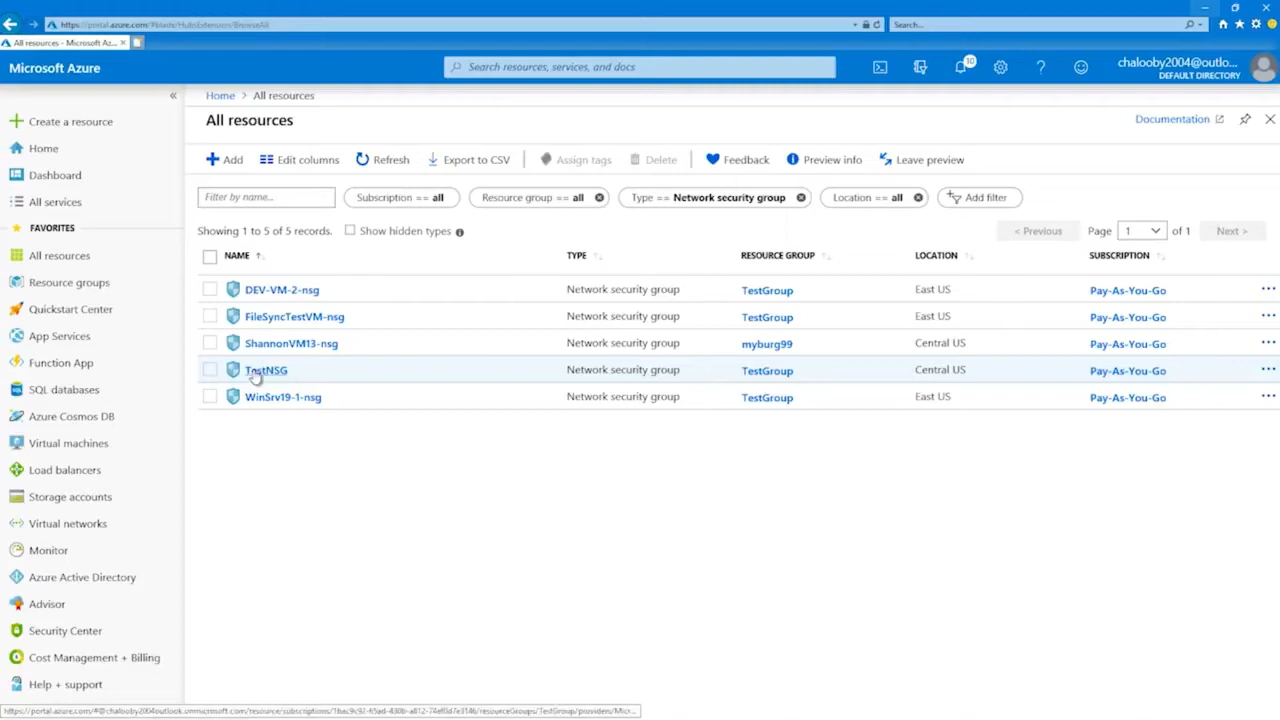 https://portal.azure.com/#blade/HubsExtension/BrowseAll
Search...
All resources - Microsoft Az...
Microsoft Azure
Search resources, services, and docs
10
chalooby2004@outlo...
DEFAULT DIRECTORY
Home > All resources
All resources
Documentation
Add
Edit columns
Refresh
Export to CSV
Assign tags
Delete
Feedback
Preview info
Leave preview
Filter by name...
Subscription == all
Resource group == all
Type == Network security group
Location == all
Add filter
Showing 1 to 5 of 5 records.
Show hidden types
< Previous
Page 1 of 1
Next >
NAME TYPE RESOURCE GROUP LOCATION SUBSCRIPTION
DEV-VM-2-nsg Network security group TestGroup East US Pay-As-You-Go
FileSyncTestVM-nsg Network security group TestGroup East US Pay-As-You-Go
ShannonVM13-nsg Network security group myburg99 Central US Pay-As-You-Go
TestNSG Network security group TestGroup Central US Pay-As-You-Go
WinSrv19-1-nsg Network security group TestGroup East US Pay-As-You-Go
Create a resource
Home
Dashboard
All services
FAVORITES
All resources
Resource groups
Quickstart Center
App Services
Function App
SQL databases
Azure Cosmos DB
Virtual machines
Load balancers
Storage accounts
Virtual networks
Monitor
Azure Active Directory
Advisor
Security Center
Cost Management + Billing
Help + support